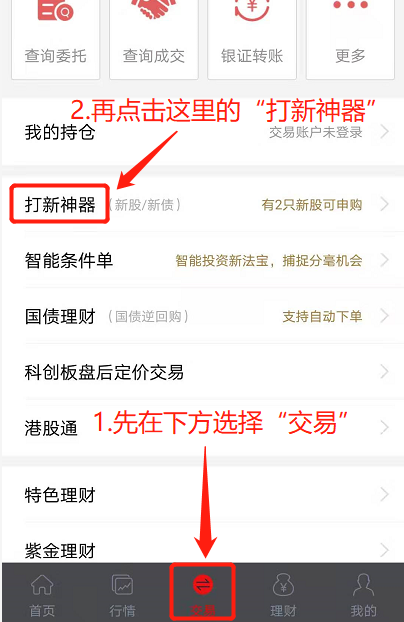 查询委托 查询成交 银证转账 更多
2.再点击这里的“打新神器”
我的持仓 交易账户未登录
打新神器 (新股/新债) 有2只新股可申购
智能条件单 智能投资新法宝，捕捉分毫机会
国债理财 (国债逆回购) 支持自动下单
科创板盘后定价交易
港股通
1.先在下方选择“交易”
特色理财
紫金理财
首页 行情 交易 理财 我的